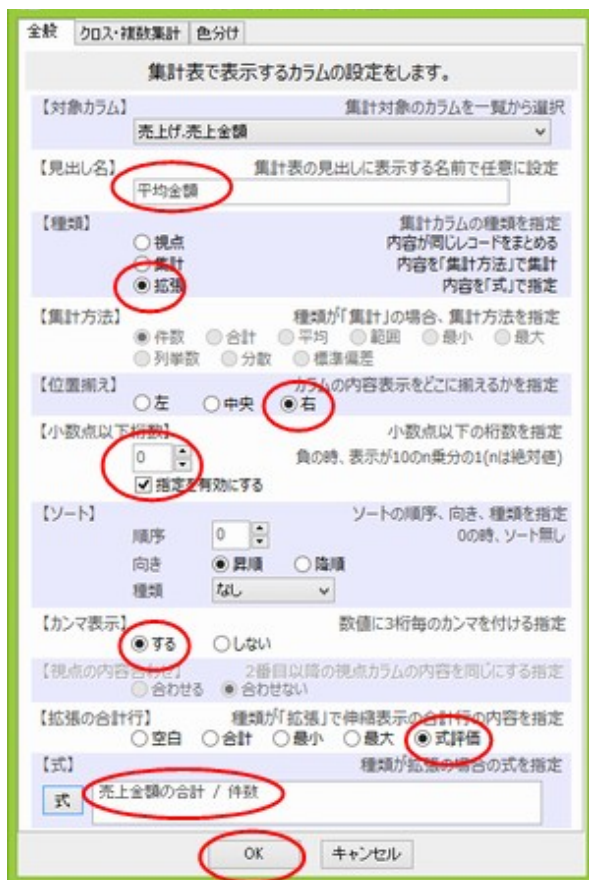 全般 クロス・複数集計 色分け
集計表で表示するカラムの設定をします。
【対象カラム】 集計対象のカラムを一覧から選択
売上げ.売上金額
【見出し名】 集計表の見出しに表示する名前で任意に設定
平均金額
【種類】 集計カラムの種類を指定
視点 内容が同じレコードをまとめる
集計 内容を「集計方法」で集計
拡張 内容を「式」で指定
【集計方法】 種類が「集計」の場合、集計方法を指定
件数 合計 平均 範囲 最小 最大
列挙数 分散 標準偏差
【位置揃え】 カラムの内容表示をどこに揃えるかを指定
左 中央 右
【小数点以下桁数】 小数点以下の桁数を指定
0 負の時、表示が10のn乗分の1(nは絶対値)
指定を有効にする
【ソート】 ソートの順序、向き、種類を指定
順序 0 0の時、ソート無し
向き 昇順 降順
種類 なし
【カンマ表示】 数値に3桁毎のカンマを付ける指定
する しない
【視点の内容合わせ】 2番目以降の視点カラムの内容を同じにする指定
合わせる 合わせない
【拡張の合計行】 種類が「拡張」で伸縮表示の合計行の内容を指定
空白 合計 最小 最大 式評価
【式】 種類が拡張の場合の式を指定
式 売上金額の合計 / 件数
OK キャンセル